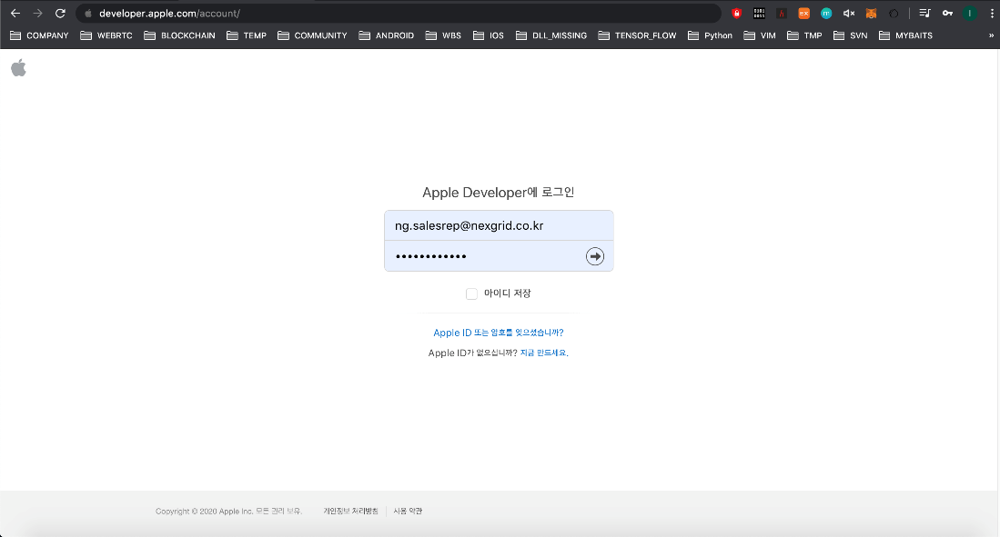 developer.apple.com/account/
COMPANY WEBRTC BLOCKCHAIN TEMP COMMUNITY ANDROID WBS IOS DLL_MISSING TENSOR_FLOW Python VIM TMP SVN MYBAITS »
Apple Developer에 로그인
ng.salesrep@nexgrid.co.kr
••••••••••••
아이디 저장
Apple ID 또는 암호를 잊으셨습니까?
Apple ID가 없으십니까? 지금 만드세요.
Copyright © 2020 Apple Inc. 모든 권리 보유. 개인정보 처리방침 사용 약관